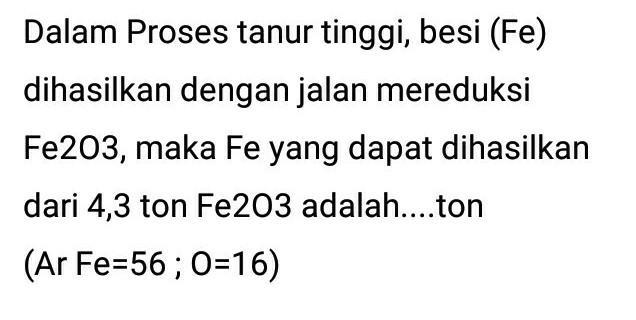 Dalam Proses tanur tinggi, besi (Fe)
dihasilkan dengan jalan mereduksi
Fe2O3, maka Fe yang dapat dihasilkan
dari 4,3 ton Fe2O3 adalah....ton
(Ar Fe=56 ; O=16)